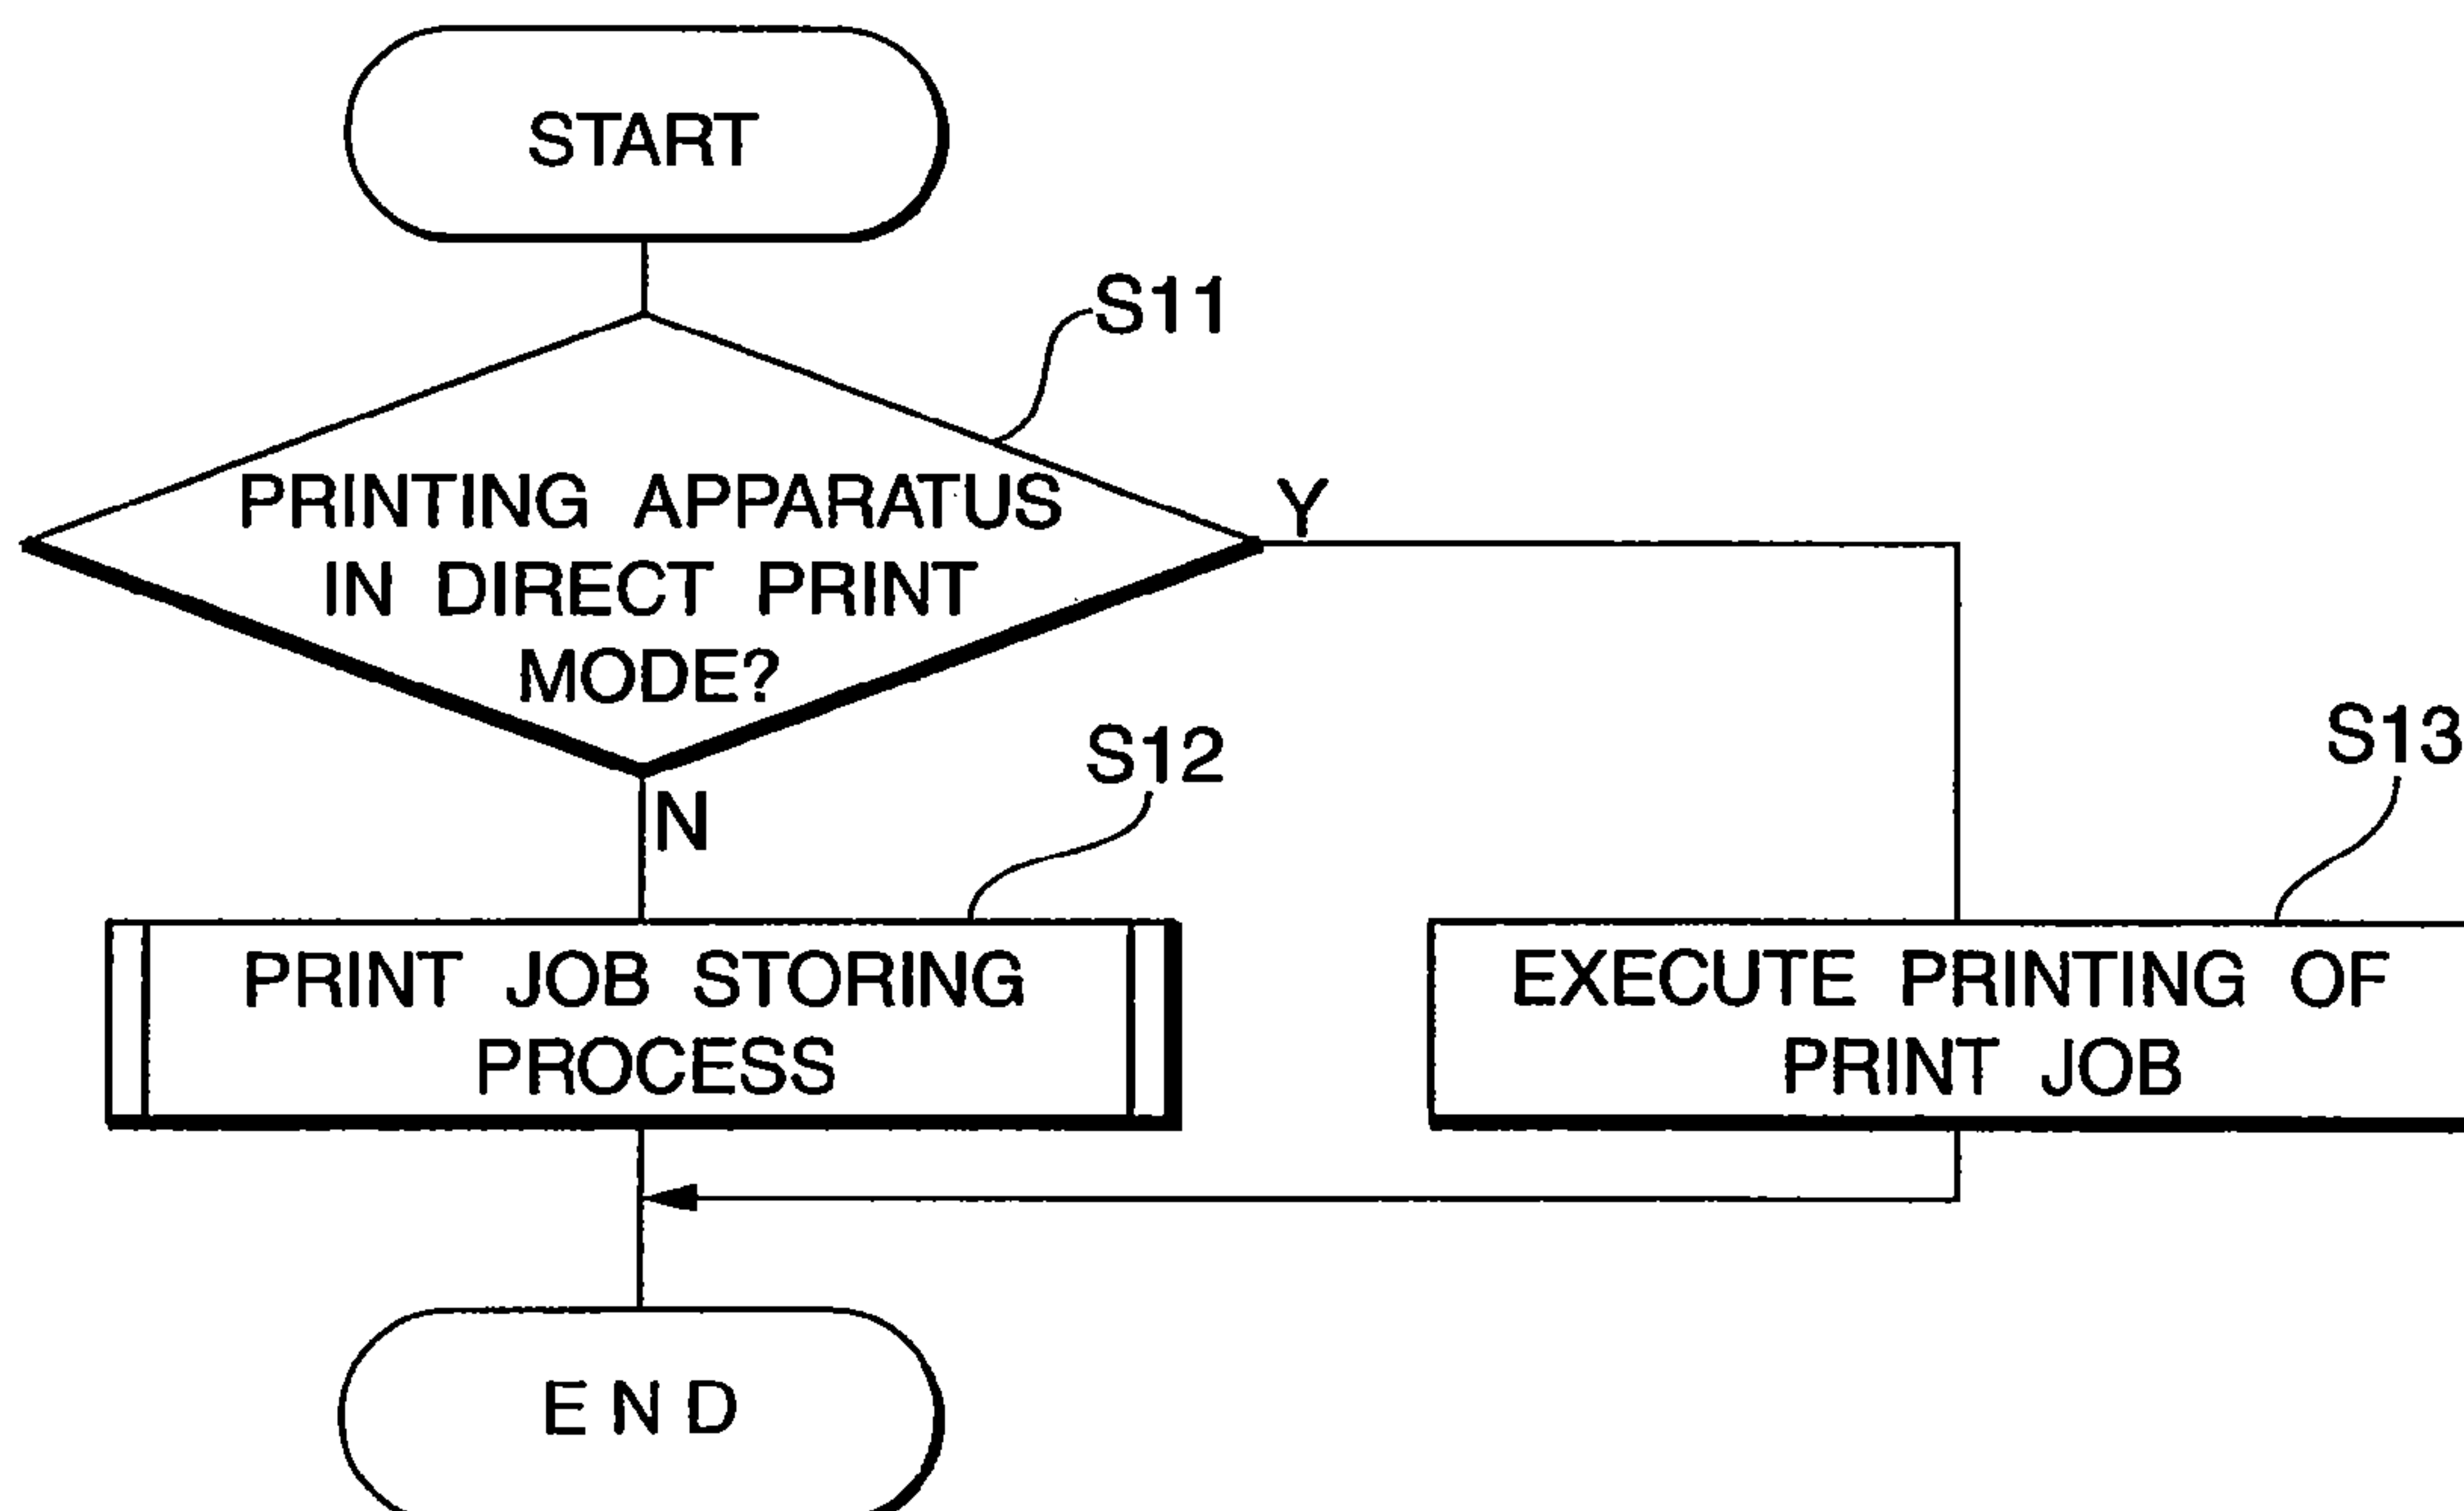 START
S11
PRINTING APPARATUS
IN DIRECT PRINT
MODE?
Y
N
S12
PRINT JOB STORING
PROCESS
S13
EXECUTE PRINTING OF
PRINT JOB
END